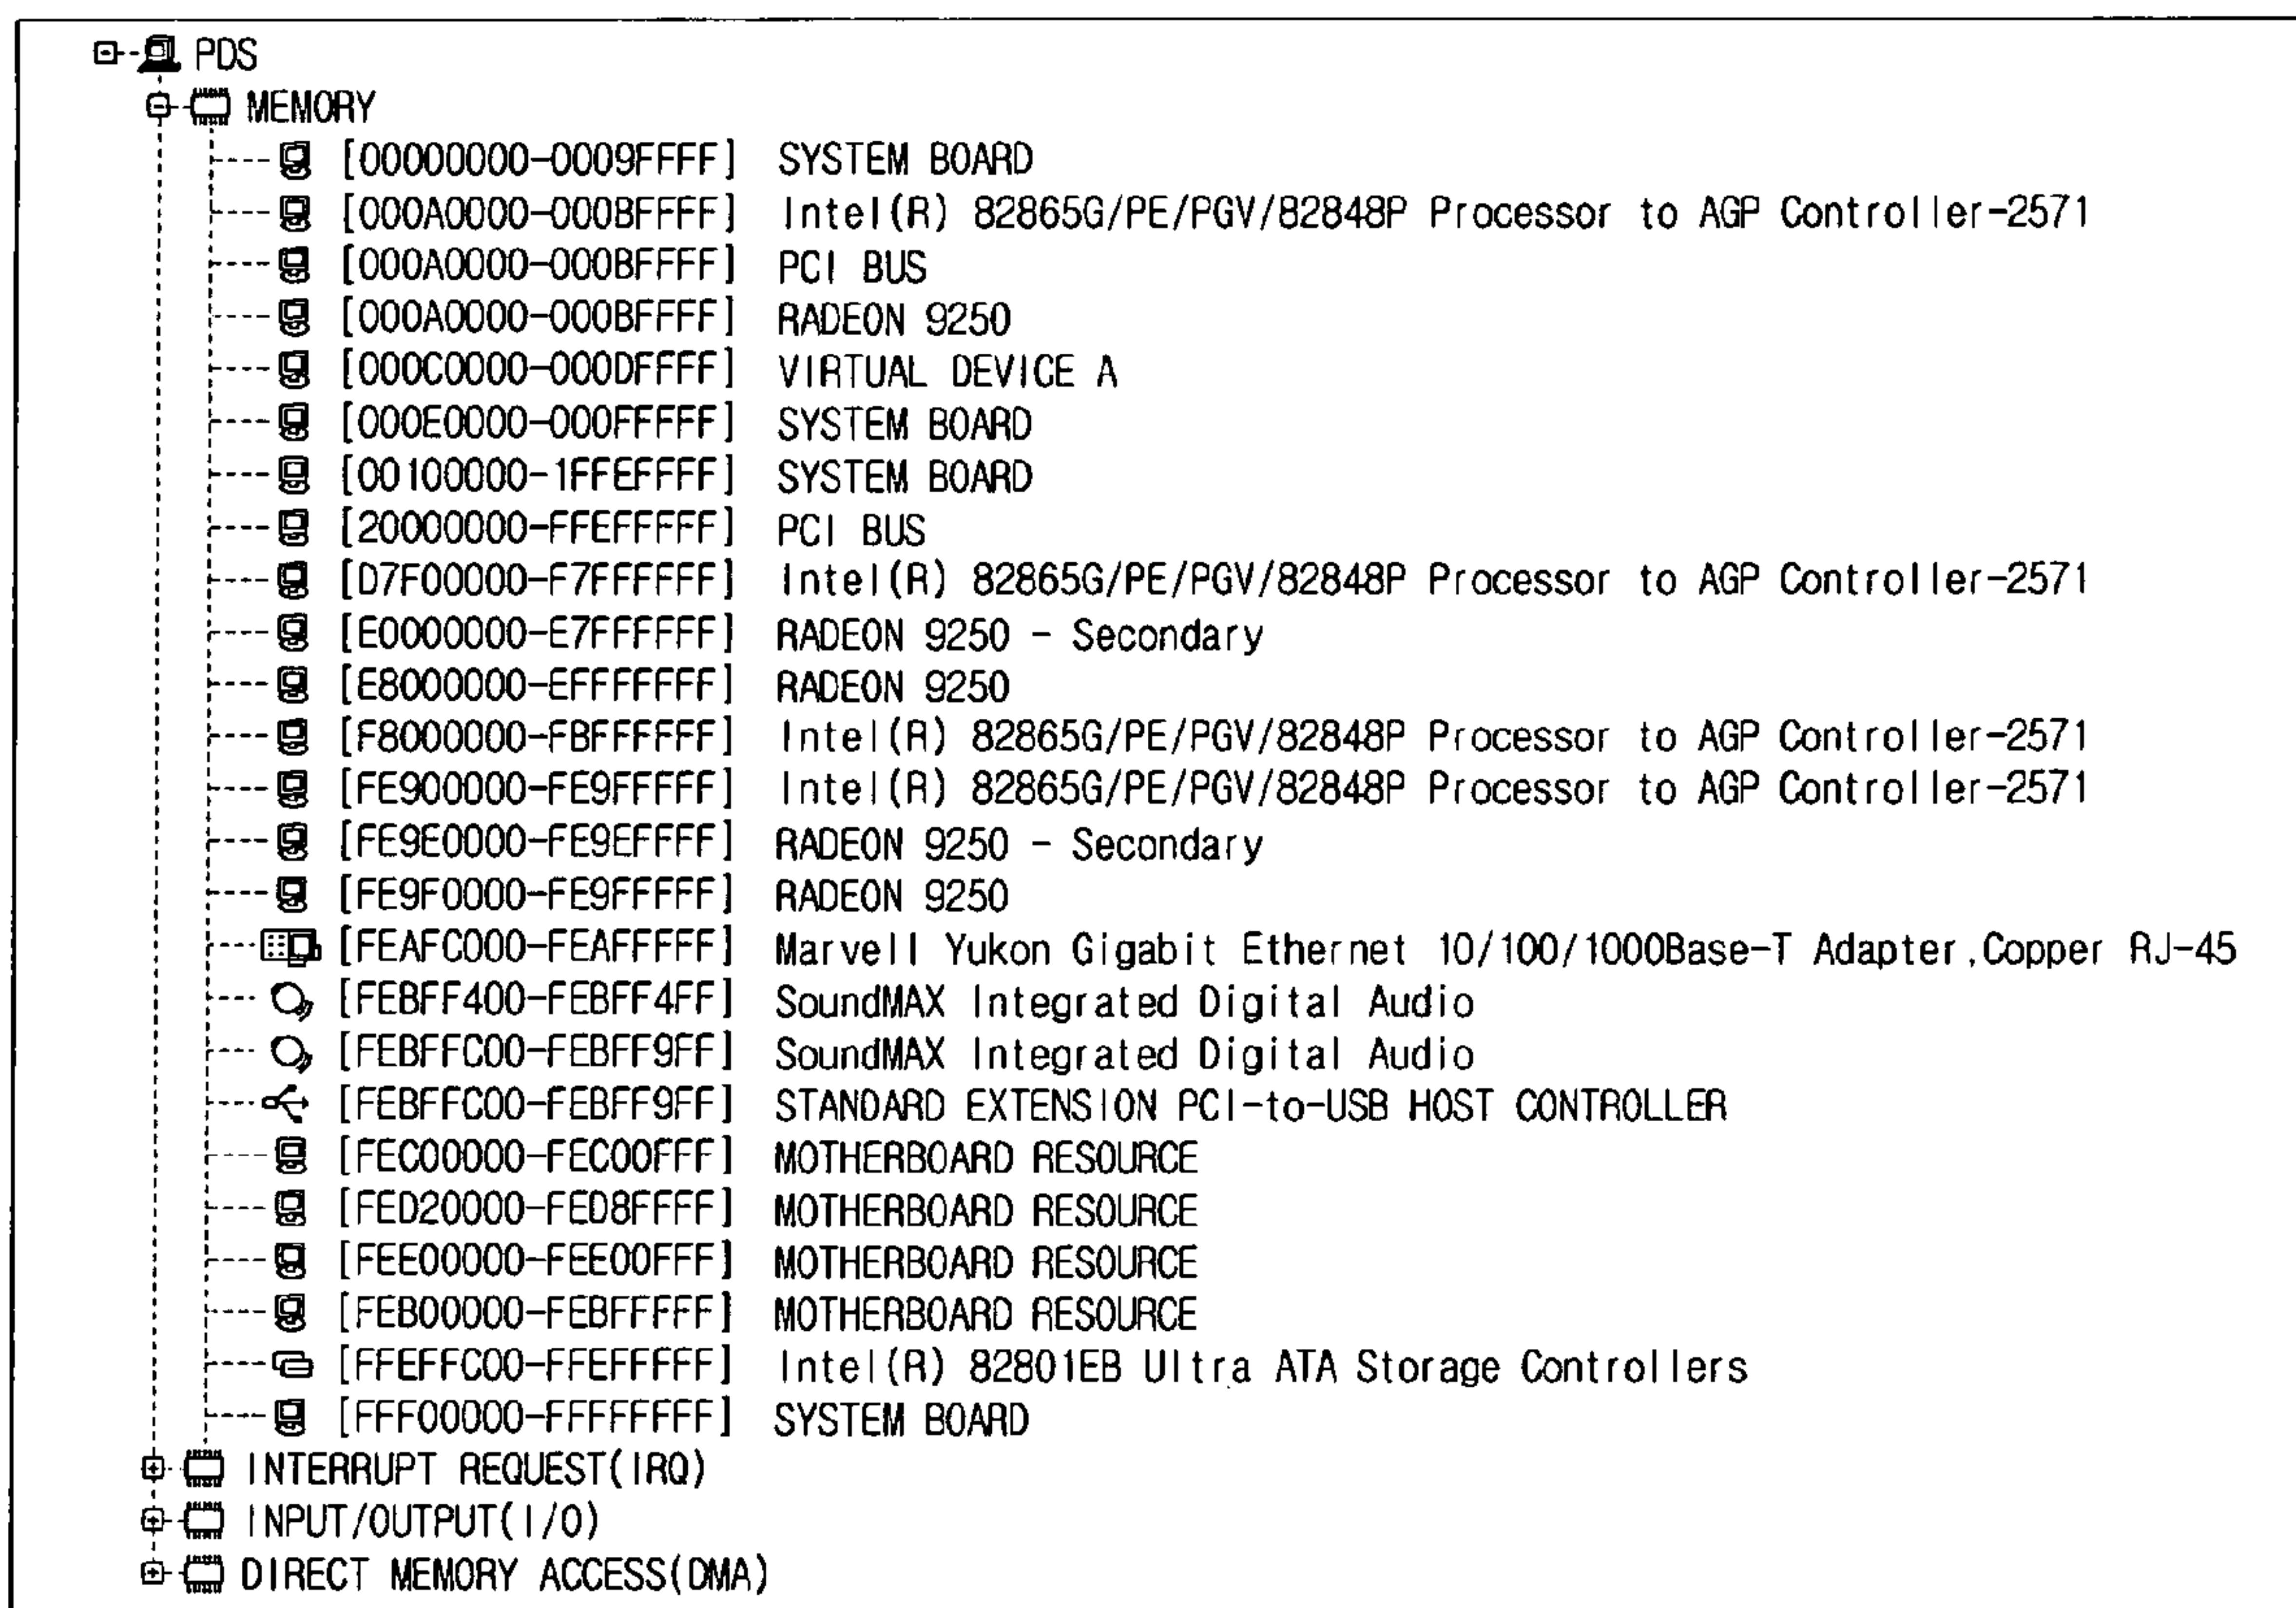 PDS
MEMORY
[00000000-0009FFFF] SYSTEM BOARD
[000A0000-000BFFFF] Intel(R) 82865G/PE/PGV/82848P Processor to AGP Controller-2571
[000A0000-000BFFFF] PCI BUS
[000A0000-000BFFFF] RADEON 9250
[000C0000-000DFFFF] VIRTUAL DEVICE A
[000E0000-000FFFFF] SYSTEM BOARD
[00100000-1FFEFFFF] SYSTEM BOARD
[20000000-FFEFFFFF] PCI BUS
[D7F00000-F7FFFFFF] Intel(R) 82865G/PE/PGV/82848P Processor to AGP Controller-2571
[E0000000-E7FFFFFF] RADEON 9250 - Secondary
[E8000000-EFFFFFFF] RADEON 9250
[F8000000-FBFFFFFF] Intel(R) 82865G/PE/PGV/82848P Processor to AGP Controller-2571
[FE900000-FE9FFFFF] Intel(R) 82865G/PE/PGV/82848P Processor to AGP Controller-2571
[FE9E0000-FE9EFFFF] RADEON 9250 - Secondary
[FE9F0000-FE9FFFFF] RADEON 9250
[FEAFC000-FEAFFFFF] Marvell Yukon Gigabit Ethernet 10/100/1000Base-T Adapter,Copper RJ-45
[FEBFF400-FEBFF4FF] SoundMAX Integrated Digital Audio
[FEBFFC00-FEBFF9FF] SoundMAX Integrated Digital Audio
[FEBFFC00-FEBFF9FF] STANDARD EXTENSION PCI-to-USB HOST CONTROLLER
[FEC00000-FEC00FFF] MOTHERBOARD RESOURCE
[FED20000-FED8FFFF] MOTHERBOARD RESOURCE
[FEE00000-FEE00FFF] MOTHERBOARD RESOURCE
[FEB00000-FEBFFFFF] MOTHERBOARD RESOURCE
[FFEFFC00-FFEFFFFF] Intel(R) 82801EB Ultra ATA Storage Controllers
[FFF00000-FFFFFFFF] SYSTEM BOARD
INTERRUPT REQUEST(IRQ)
INPUT/OUTPUT(I/O)
DIRECT MEMORY ACCESS(DMA)